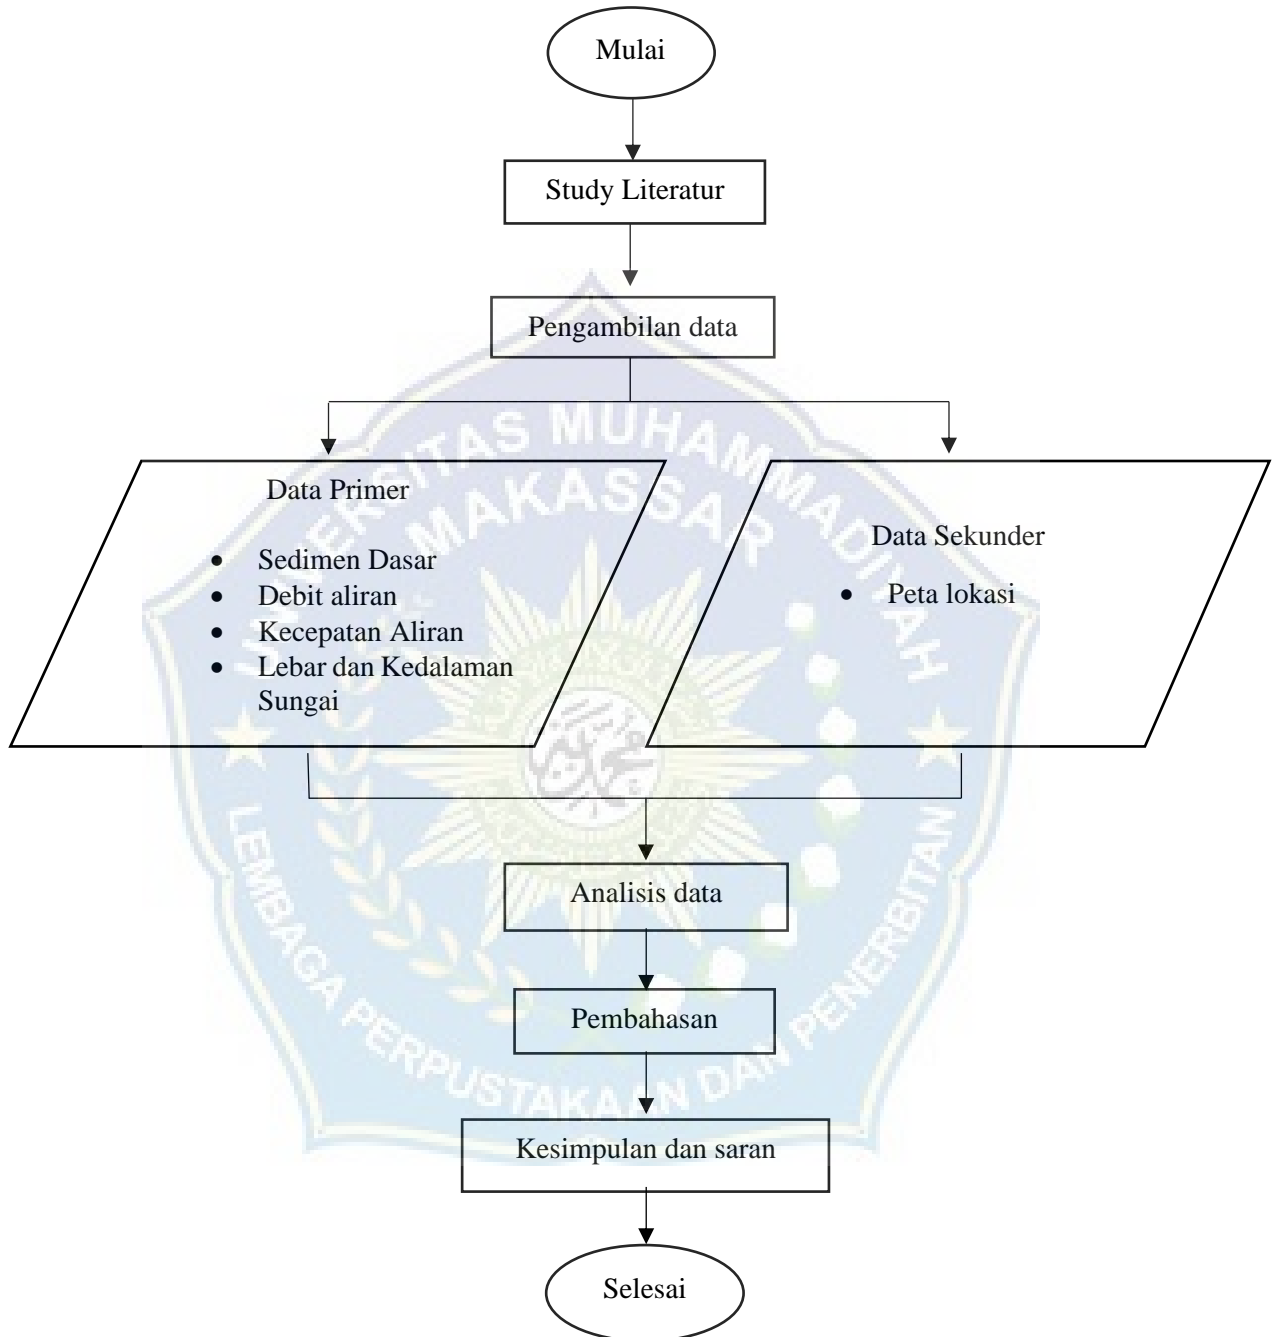 Mulai
Study Literatur
Pengambilan data
UNIVERSITAS MUHAMMADIYAH
MAKASSAR
Data Primer
• Sedimen Dasar
• Debit aliran
• Kecepatan Aliran
• Lebar dan Kedalaman
Sungai
Data Sekunder
• Peta lokasi
Analisis data
Pembahasan
Kesimpulan dan saran
Selesai
LEMBAGA PERPUSTAKAAN DAN PENERBITAN